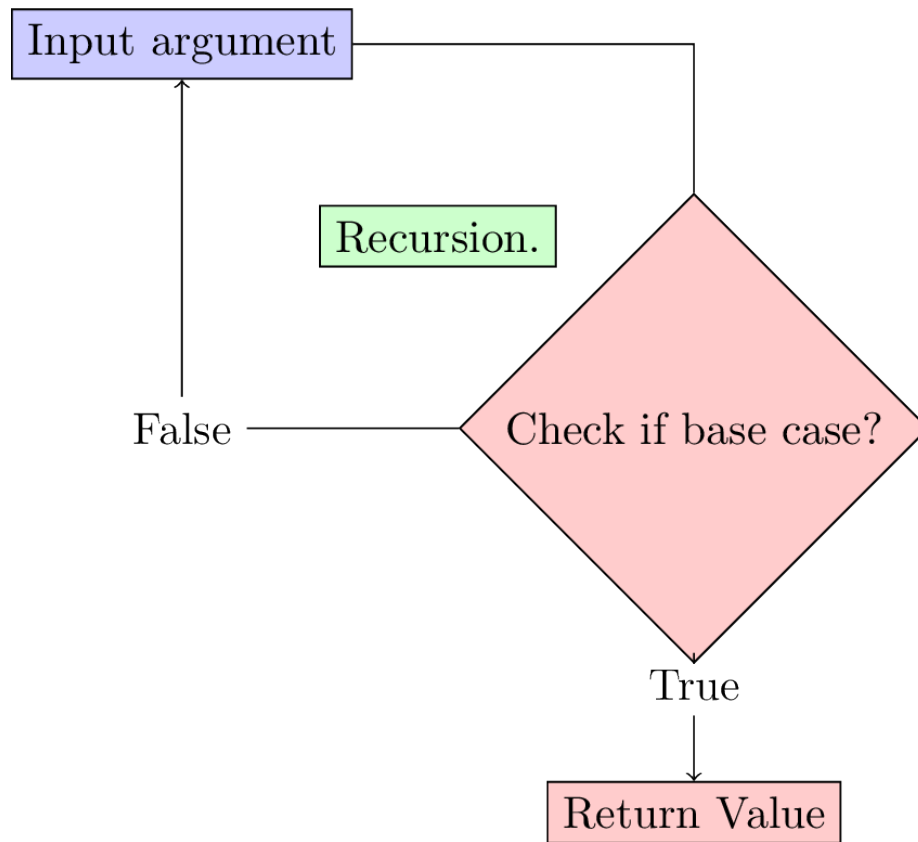 Input argument
Recursion.
False
Check if base case?
True
Return Value